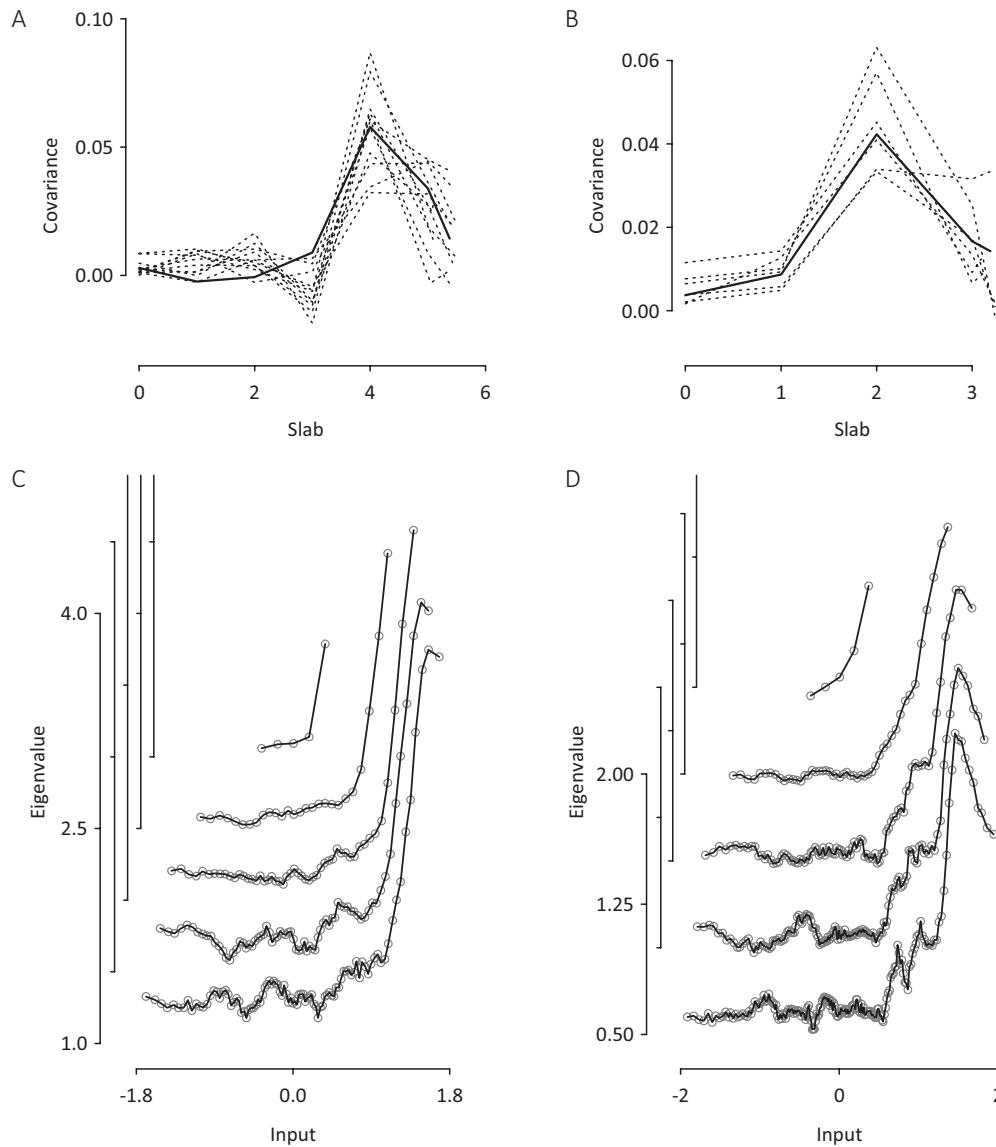 A
B
0.10
0.05
0.00
Covariance
0 2 4 6
Slab
0.06
0.04
0.02
0.00
Covariance
0 1 2 3
Slab
C
D
4.0
2.5
1.0
Eigenvalue
-1.8 0.0 1.8
Input
2.00
1.25
0.50
Eigenvalue
-2 0 2
Input